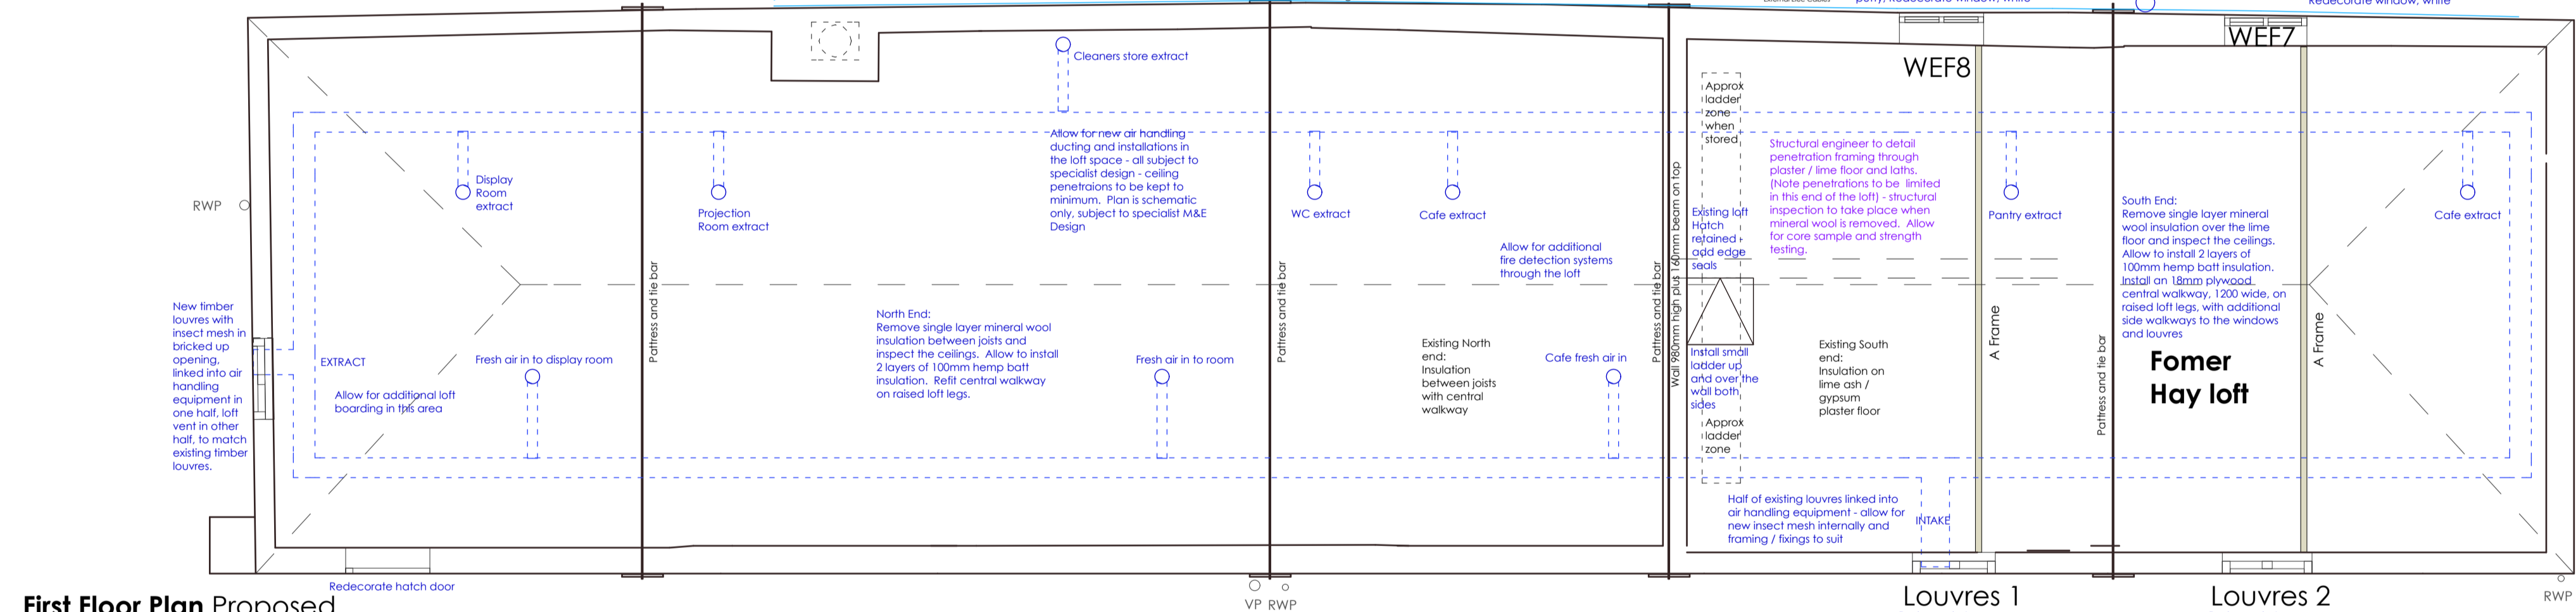 Redecorate window, white
WEF7
WEF8
Cleaners store extract
Approx
ladder
zone
when
stored
Allow for new air handling
ducting and installations in
the loft space - all subject to
specialist design - ceiling
penetraions to be kept to
minimum. Plan is schematic
only, subject to specialist M&E
Design
Structural engineer to detail
penetration framing through
plaster / lime floor and laths.
(Note penetrations to be limited
in this end of the loft) - structural
inspection to take place when
mineral wool is removed. Allow
for core sample and strength
testing.
Display
Room
extract
RWP
Projection
Room extract
WC extract
Cafe extract
Existing loft
Hatch
retained -
add edge
seals
Pantry extract
South End:
Remove single layer mineral
wool insulation over the lime
floor and inspect the ceilings.
Allow to install 2 layers of
100mm hemp batt insulation.
Install an 18mm plywood
central walkway, 1200 wide, on
raised loft legs, with additional
side walkways to the windows
and louvres
Cafe extract
Allow for additional
fire detection systems
through the loft
Pattress and tie bar
Pattress and tie bar
Pattress and tie bar
Wall 980mm high plus 160mm beam on top
A Frame
Pattress and tie bar
A Frame
New timber
louvres with
insect mesh in
bricked up
opening,
linked into air
handling
equipment in
one half, loft
vent in other
half, to match
existing timber
louvres.
EXTRACT
Fresh air in to display room
Allow for additional loft
boarding in this area
North End:
Remove single layer mineral wool
insulation between joists and
inspect the ceilings. Allow to install
2 layers of 100mm hemp batt
insulation. Refit central walkway
on raised loft legs.
Fresh air in to room
Existing North
end:
Insulation
between joists
with central
walkway
Cafe fresh air in
Install small
ladder up
and over the
wall both
sides
Approx
ladder
zone
Existing South
end:
Insulation on
lime ash /
gypsum
plaster floor
Fomer
Hay loft
Half of existing louvres linked into
air handling equipment - allow for
new insect mesh internally and
framing / fixings to suit
INTAKE
Redecorate hatch door
First Floor Plan Proposed
VP RWP
Louvres 1
Louvres 2
RWP